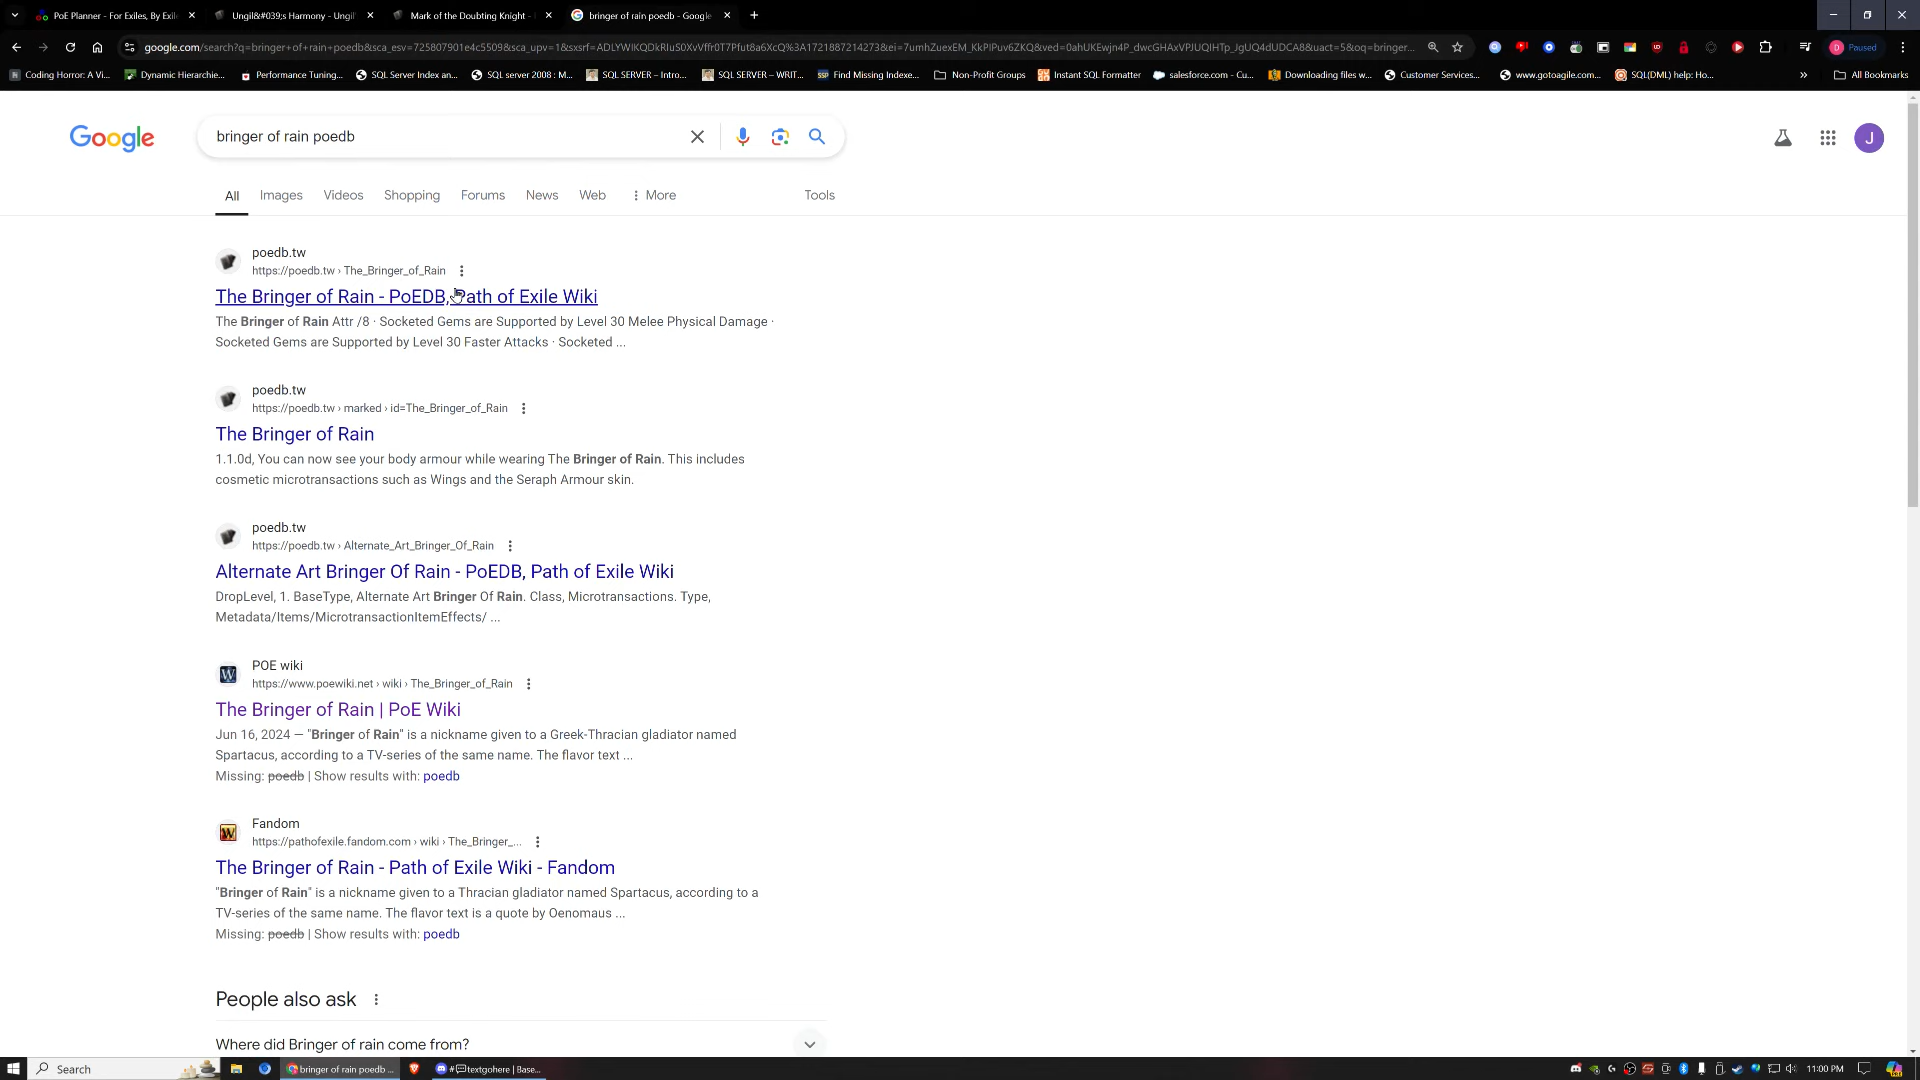 PoE Planner - For Exiles, By Exile
Ungil&#039;s Harmony - Ungil'
Mark of the Doubting Knight -
bringer of rain poedb - Google
Paused
Coding Horror: A Vi...
Dynamic Hierarchie...
Performance Tuning...
SQL Server Index an...
SQL server 2008 : M...
SQL SERVER – Intro...
SQL SERVER – WRIT...
Find Missing Indexe...
Non-Profit Groups
Instant SQL Formatter
salesforce.com - Cu...
Downloading files w...
Customer Services...
www.gotoagile.com...
SQL(DML) help: Ho...
All Bookmarks
Google
bringer of rain poedb
J
All
Images
Videos
Shopping
Forums
News
Web
More
Tools
poedb.tw
https://poedb.tw › The_Bringer_of_Rain
The Bringer of Rain - PoEDB, Path of Exile Wiki
The Bringer of Rain Attr /8 · Socketed Gems are Supported by Level 30 Melee Physical Damage ·
Socketed Gems are Supported by Level 30 Faster Attacks · Socketed ...
poedb.tw
https://poedb.tw › marked › id=The_Bringer_of_Rain
The Bringer of Rain
1.1.0d, You can now see your body armour while wearing The Bringer of Rain. This includes
cosmetic microtransactions such as Wings and the Seraph Armour skin.
poedb.tw
https://poedb.tw › Alternate_Art_Bringer_Of_Rain
Alternate Art Bringer Of Rain - PoEDB, Path of Exile Wiki
DropLevel, 1. BaseType, Alternate Art Bringer Of Rain. Class, Microtransactions. Type,
Metadata/Items/MicrotransactionItemEffects/ ...
POE wiki
https://www.poewiki.net › wiki › The_Bringer_of_Rain
The Bringer of Rain | PoE Wiki
Jun 16, 2024 — "Bringer of Rain" is a nickname given to a Greek-Thracian gladiator named
Spartacus, according to a TV-series of the same name. The flavor text ...
Missing: poedb | Show results with: poedb
Fandom
https://pathofexile.fandom.com › wiki › The_Bringer_...
The Bringer of Rain - Path of Exile Wiki - Fandom
"Bringer of Rain" is a nickname given to a Thracian gladiator named Spartacus, according to a
TV-series of the same name. The flavor text is a quote by Oenomaus ...
Missing: poedb | Show results with: poedb
People also ask
Where did Bringer of rain come from?
Search
bringer of rain poedb ...
textgohere | Base...
11:00 PM